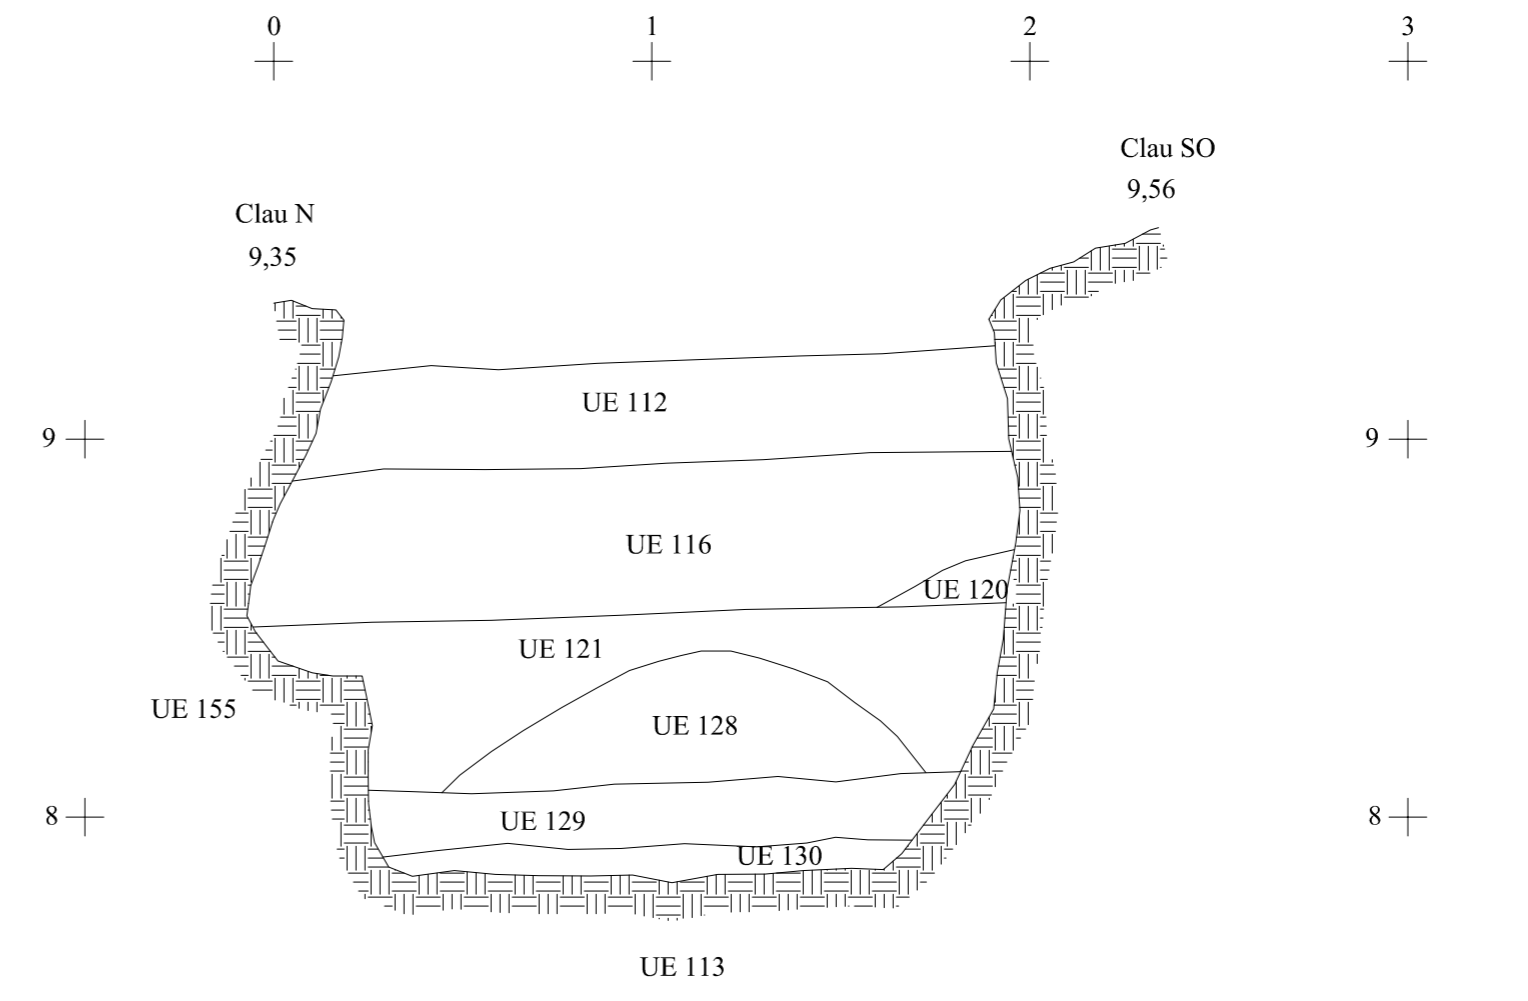 0 1 2 3
Clau SO
9,56
Clau N
9,35
UE 112
9 9
UE 116
UE 120
UE 121
UE 155
UE 128
8 8
UE 129
UE 130
UE 113